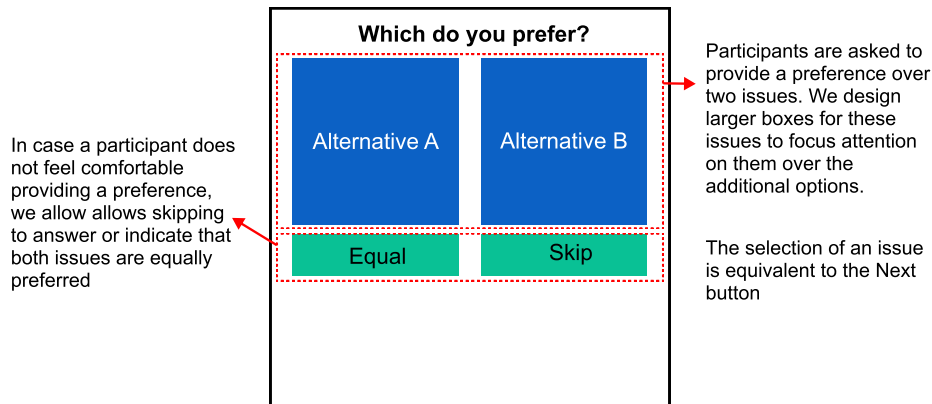 Which do you prefer?
Alternative A
Alternative B
Equal
Skip
In case a participant does
not feel comfortable
providing a preference,
we allow allows skipping
to answer or indicate that
both issues are equally
preferred
Participants are asked to
provide a preference over
two issues. We design
larger boxes for these
issues to focus attention
on them over the
additional options.
The selection of an issue
is equivalent to the Next
button